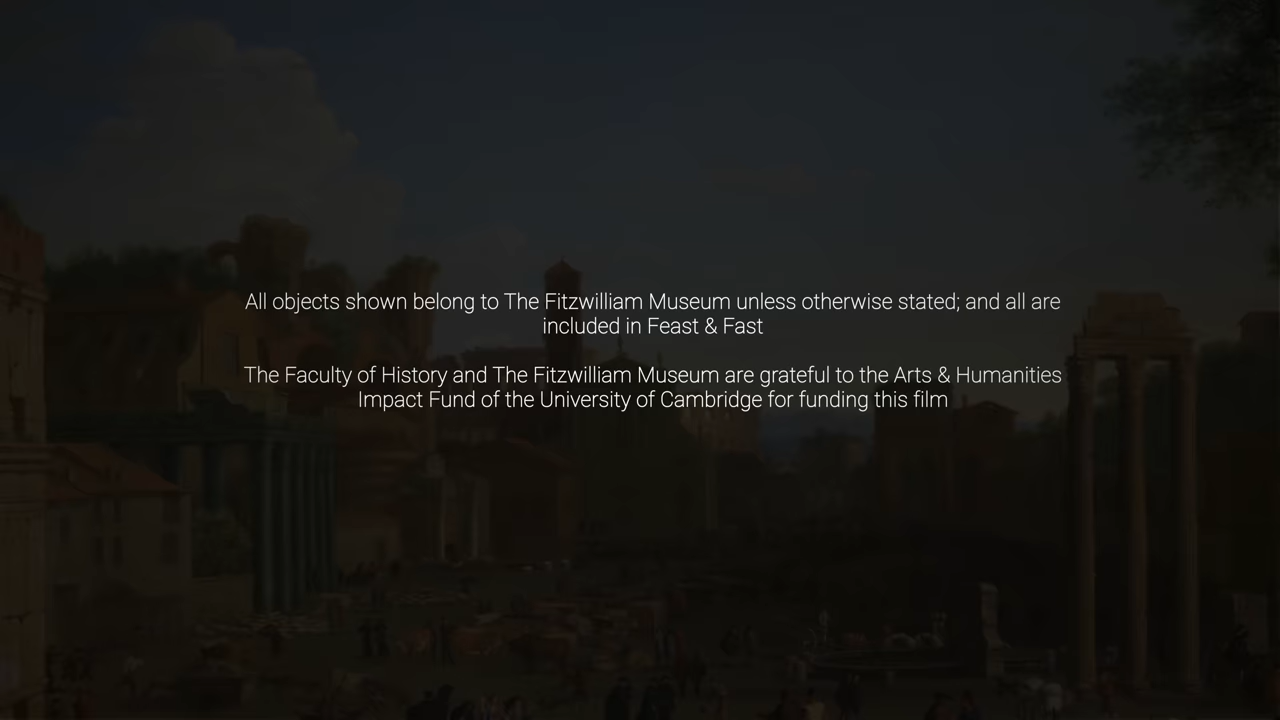 All objects shown belong to The Fitzwilliam Museum unless otherwise stated; and all are
included in Feast & Fast
The Faculty of History and The Fitzwilliam Museum are grateful to the Arts & Humanities
Impact Fund of the University of Cambridge for funding this film